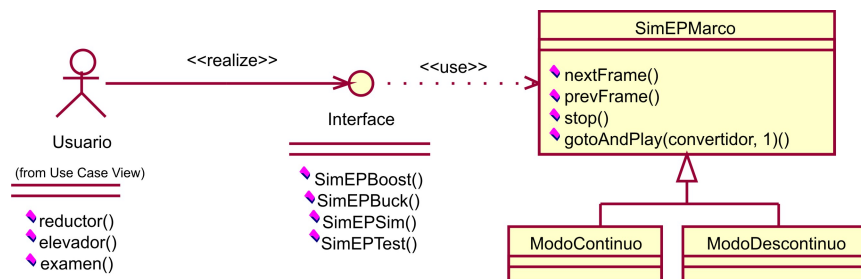 SimEPMarco
<<realize>>
<<use>>
nextFrame()
prevFrame()
stop()
gotoAndPlay(convertidor, 1)()
Usuario
Interface
(from Use Case View)
SimEPBoost()
SimEPBuck()
SimEPSim()
SimEPTest()
reductor()
elevador()
examen()
ModoContinuo
ModoDescontinuo